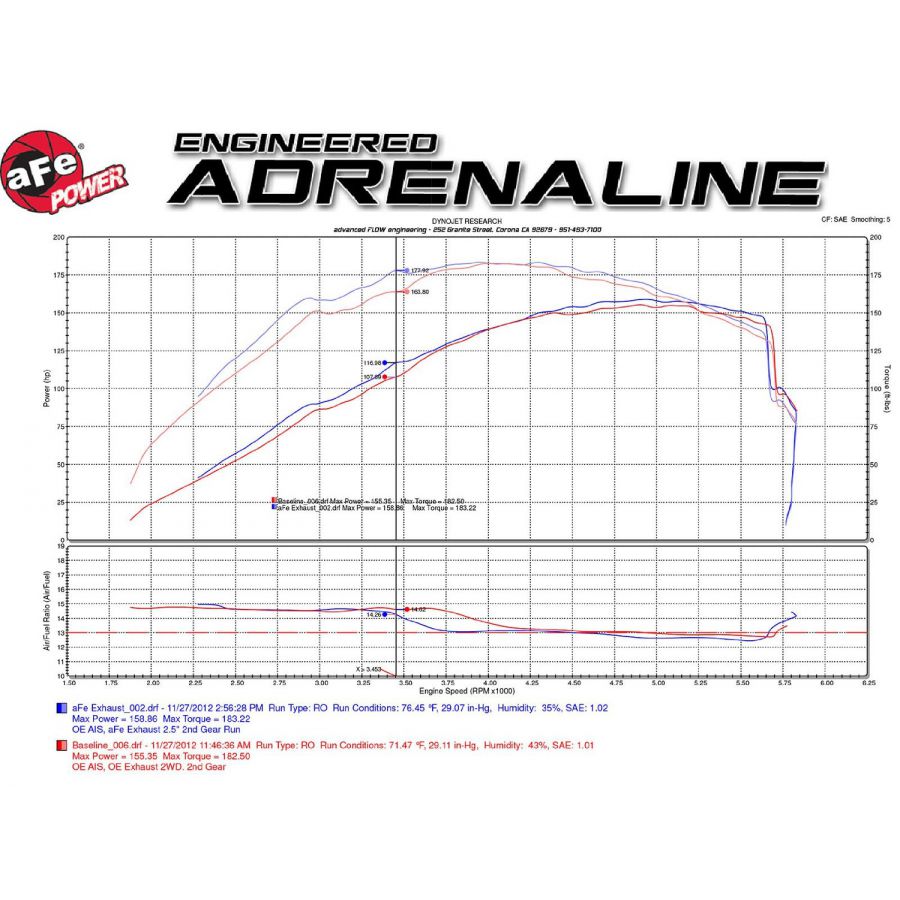 aFe POWER ®
ENGINEERED
ADRENALINE
DYNOJET RESEARCH
CF: SAE Smoothing: 5
advanced FLOW engineering - 252 Granite Street, Corona CA 92879 - 951-493-7100
200
175
150
125
100
75
50
25
0
Power (hp)
200
175
150
125
100
75
50
25
0
Torque (ft-lbs)
177.92
163.80
116.98
Baseline_006.drf Max Power = 155.35 Max Torque = 182.50
aFe Exhaust_002.drf Max Power = 158.86 Max Torque = 183.22
19
18
17
16
15
14
13
12
11
10
Air/Fuel Ratio (Air/Fuel)
14.26
14.62
X = 3.453
1.50 1.75 2.00 2.25 2.50 2.75 3.00 3.25 3.50 3.75 4.00 4.25 4.50 4.75 5.00 5.25 5.50 5.75 6.00 6.25
Engine Speed (RPM x1000)
aFe Exhaust_002.drf - 11/27/2012 2:56:28 PM Run Type: RO Run Conditions: 76.45 °F, 29.07 in-Hg, Humidity: 35%, SAE: 1.02
Max Power = 158.86 Max Torque = 183.22
OE AIS, aFe Exhaust 2.5" 2nd Gear Run
Baseline_006.drf - 11/27/2012 11:46:36 AM Run Type: RO Run Conditions: 71.47 °F, 29.11 in-Hg, Humidity: 43%, SAE: 1.01
Max Power = 155.35 Max Torque = 182.50
OE AIS, OE Exhaust 2WD. 2nd Gear